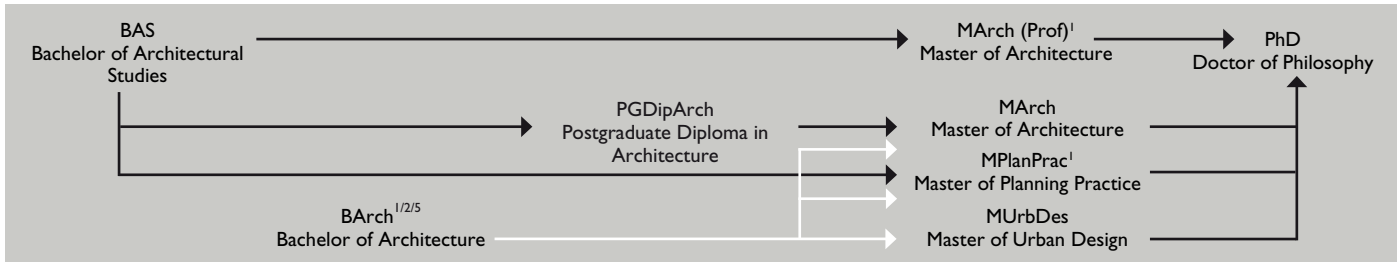 BAS
Bachelor of Architectural
Studies
MArch (Prof)¹
Master of Architecture
PhD
Doctor of Philosophy
PGDipArch
Postgraduate Diploma in
Architecture
MArch
Master of Architecture
MPlanPrac¹
Master of Planning Practice
BArch¹/²/⁵
Bachelor of Architecture
MUrbDes
Master of Urban Design